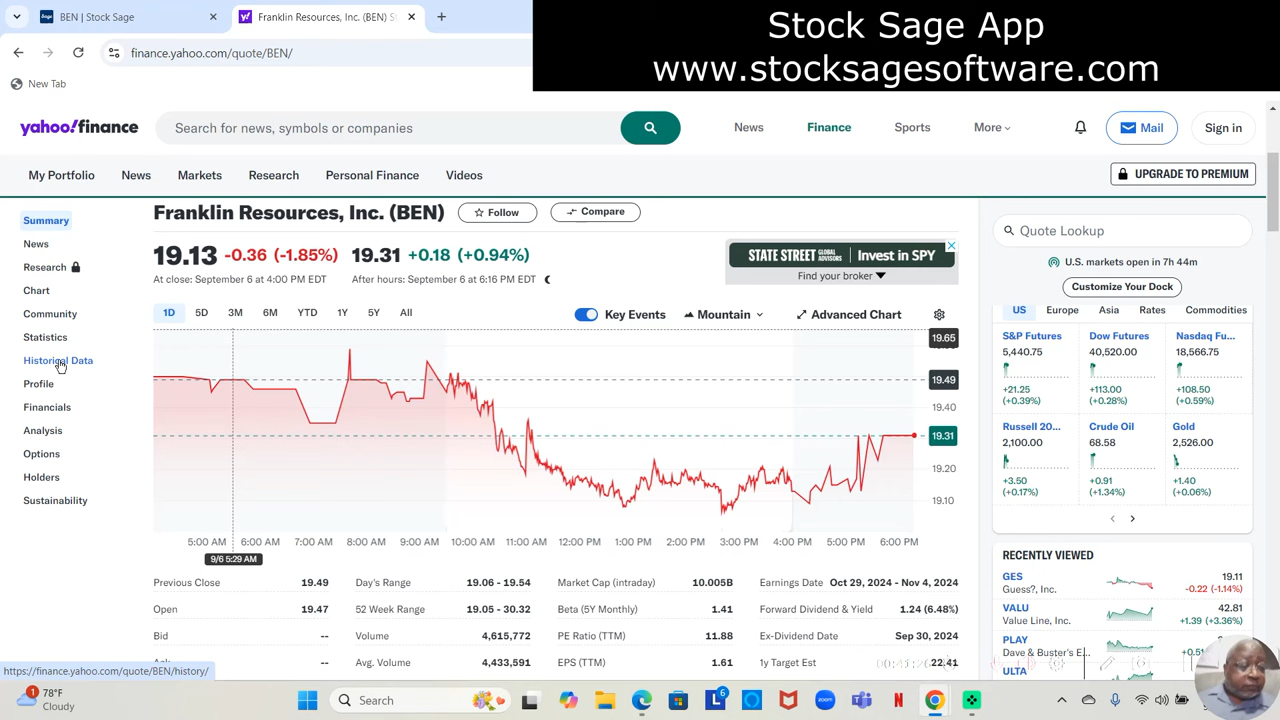 BEN | Stock Sage
Franklin Resources, Inc. (BEN) S
Stock Sage App
www.stocksagesoftware.com
finance.yahoo.com/quote/BEN/
New Tab
yahoo!finance
Search for news, symbols or companies
News
Finance
Sports
More
Mail
Sign in
My Portfolio
News
Markets
Research
Personal Finance
Videos
UPGRADE TO PREMIUM
Summary
News
Research
Chart
Community
Statistics
Historical Data
Profile
Financials
Analysis
Options
Holders
Sustainability
Franklin Resources, Inc. (BEN)
Follow
Compare
19.13 -0.36 (-1.85%)
19.31 +0.18 (+0.94%)
At close: September 6 at 4:00 PM EDT
After hours: September 6 at 6:16 PM EDT
STATE STREET GLOBAL ADVISORS
Invest in SPY
Find your broker
1D 5D 3M 6M YTD 1Y 5Y All
Key Events
Mountain
Advanced Chart
19.65
19.49
19.40
19.31
19.20
19.10
5:00 AM 6:00 AM 7:00 AM 8:00 AM 9:00 AM 10:00 AM 11:00 AM 12:00 PM 1:00 PM 2:00 PM 3:00 PM 4:00 PM 5:00 PM 6:00 PM
9/6 5:29 AM
Previous Close 19.49
Day's Range 19.06 - 19.54
Market Cap (intraday) 10.005B
Earnings Date Oct 29, 2024 - Nov 4, 2024
Open 19.47
52 Week Range 19.05 - 30.32
Beta (5Y Monthly) 1.41
Forward Dividend & Yield 1.24 (6.48%)
Bid --
Volume 4,615,772
PE Ratio (TTM) 11.88
Ex-Dividend Date Sep 30, 2024
--
Avg. Volume 4,433,591
EPS (TTM) 1.61
1y Target Est 22.41
Quote Lookup
U.S. markets open in 7h 44m
Customize Your Dock
US Europe Asia Rates Commodities
S&P Futures
5,440.75
+21.25
(+0.39%)
Dow Futures
40,520.00
+113.00
(+0.28%)
Nasdaq Fu...
18,566.75
+108.50
(+0.59%)
Russell 20...
2,100.00
+3.50
(+0.17%)
Crude Oil
68.58
+0.91
(+1.34%)
Gold
2,526.00
+1.40
(+0.06%)
RECENTLY VIEWED
GES 19.11
Guess?, Inc. -0.22 (-1.14%)
VALU 42.81
Value Line, Inc. +1.39 (+3.36%)
PLAY
Dave & Buster's E...
ULTA
https://finance.yahoo.com/quote/BEN/history/
1
78°F
Cloudy
Search
6